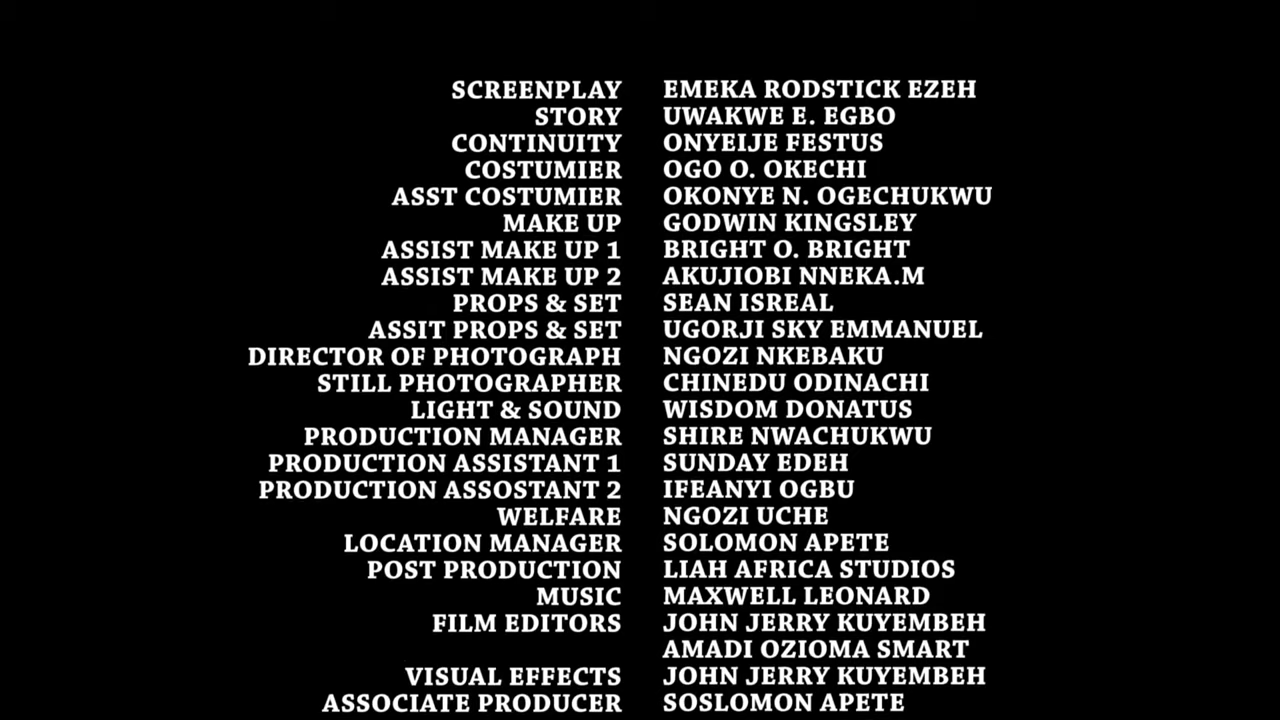 SCREENPLAY EMEKA RODSTICK EZEH
STORY UWAKWE E. EGBO
CONTINUITY ONYEIJE FESTUS
COSTUMIER OGO O. OKECHI
ASST COSTUMIER OKONYE N. OGECHUKWU
MAKE UP GODWIN KINGSLEY
ASSIST MAKE UP 1 BRIGHT O. BRIGHT
ASSIST MAKE UP 2 AKUJIOBI NNEKA.M
PROPS & SET SEAN ISREAL
ASSIT PROPS & SET UGORJI SKY EMMANUEL
DIRECTOR OF PHOTOGRAPH NGOZI NKEBAKU
STILL PHOTOGRAPHER CHINEDU ODINACHI
LIGHT & SOUND WISDOM DONATUS
PRODUCTION MANAGER SHIRE NWACHUKWU
PRODUCTION ASSISTANT 1 SUNDAY EDEH
PRODUCTION ASSOSTANT 2 IFEANYI OGBU
WELFARE NGOZI UCHE
LOCATION MANAGER SOLOMON APETE
POST PRODUCTION LIAH AFRICA STUDIOS
MUSIC MAXWELL LEONARD
FILM EDITORS JOHN JERRY KUYEMBEH
AMADI OZIOMA SMART
VISUAL EFFECTS JOHN JERRY KUYEMBEH
ASSOCIATE PRODUCER SOSLOMON APETE